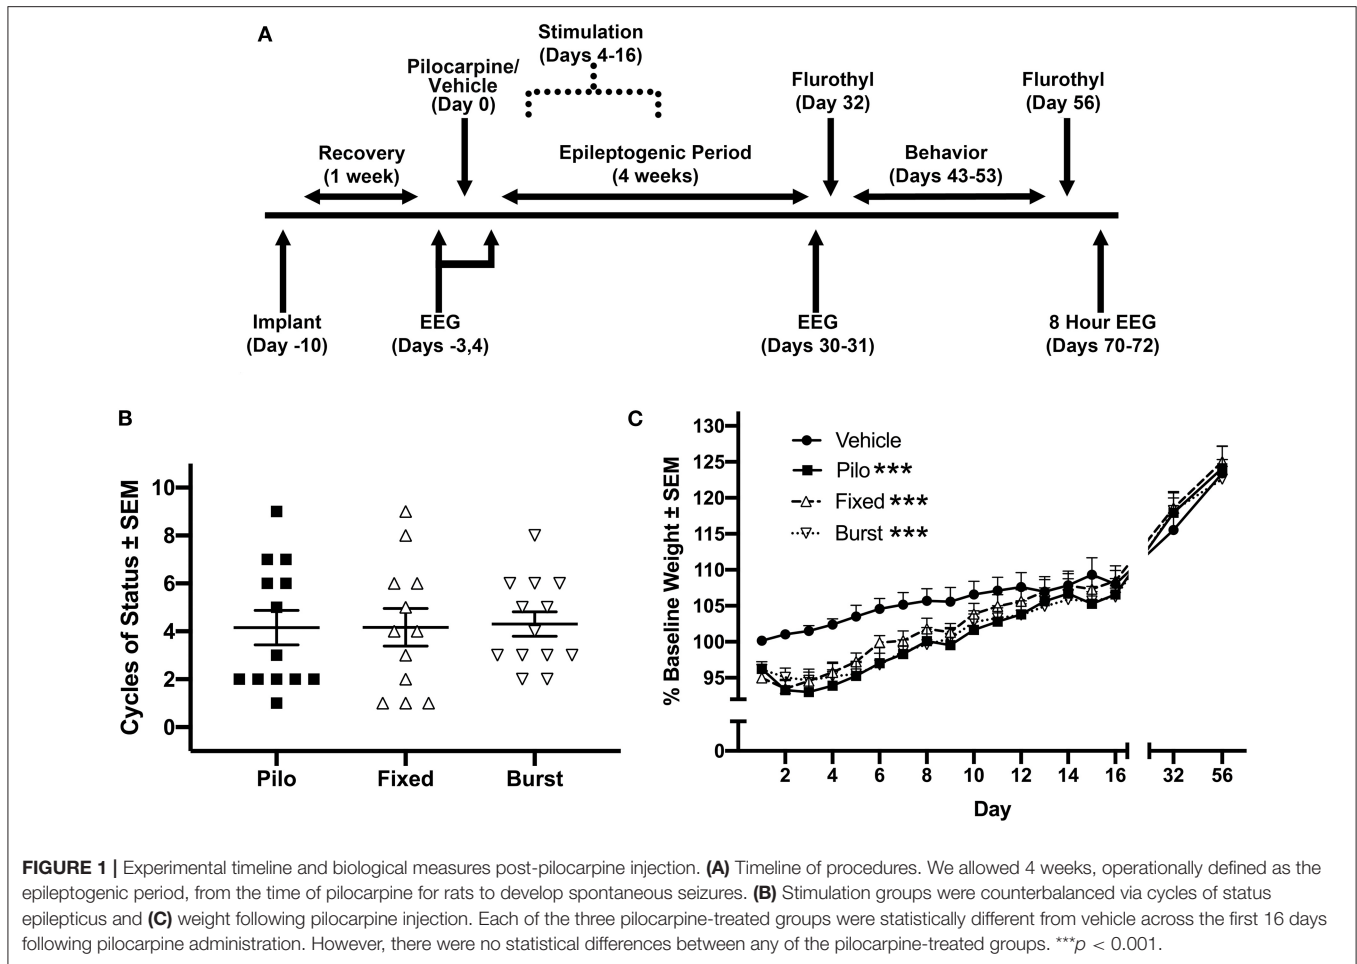 A
Stimulation
(Days 4-16)
Pilocarpine/
Vehicle
(Day 0)
Flurothyl
(Day 32)
Flurothyl
(Day 56)
Recovery
(1 week)
Epileptogenic Period
(4 weeks)
Behavior
(Days 43-53)
Implant
(Day -10)
EEG
(Days -3,4)
EEG
(Days 30-31)
8 Hour EEG
(Days 70-72)
B
Cycles of Status ± SEM
10
8
6
4
2
0
Pilo
Fixed
Burst
C
% Baseline Weight ± SEM
130
125
120
115
110
105
100
95
0
Vehicle
Pilo ***
Fixed ***
Burst ***
2 4 6 8 10 12 14 16 32 56
Day
FIGURE 1 | Experimental timeline and biological measures post-pilocarpine injection. (A) Timeline of procedures. We allowed 4 weeks, operationally defined as the
epileptogenic period, from the time of pilocarpine for rats to develop spontaneous seizures. (B) Stimulation groups were counterbalanced via cycles of status
epilepticus and (C) weight following pilocarpine injection. Each of the three pilocarpine-treated groups were statistically different from vehicle across the first 16 days
following pilocarpine administration. However, there were no statistical differences between any of the pilocarpine-treated groups. ***p < 0.001.